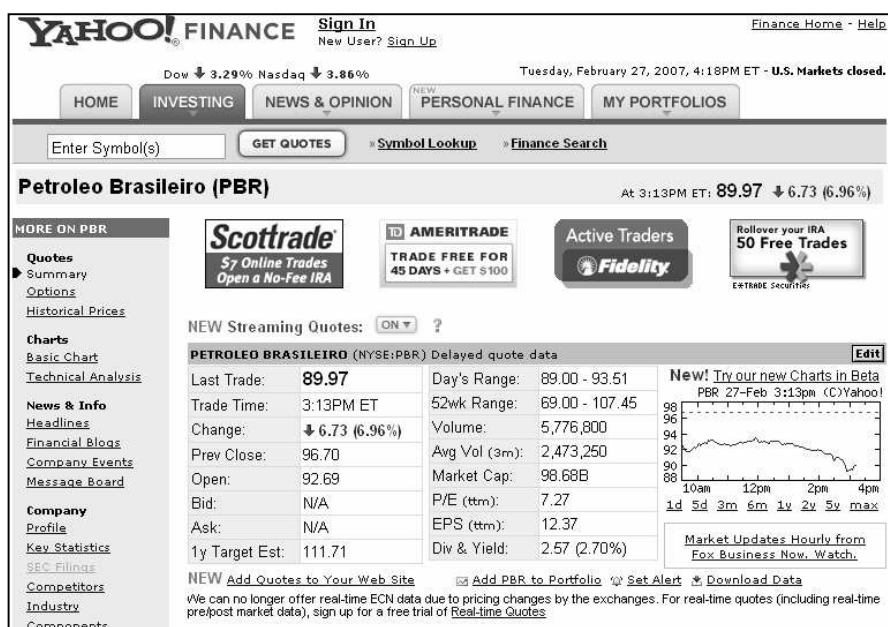 YAHOO! FINANCE
Sign In
New User? Sign Up
Finance Home - Help
Dow ↓ 3.29% Nasdaq ↓ 3.86%
Tuesday, February 27, 2007, 4:18PM ET - U.S. Markets closed.
HOME
INVESTING
NEWS & OPINION
NEW
PERSONAL FINANCE
MY PORTFOLIOS
Enter Symbol(s)
GET QUOTES
» Symbol Lookup
» Finance Search
Petroleo Brasileiro (PBR)
At 3:13PM ET: 89.97 ↓ 6.73 (6.96%)
MORE ON PBR
Quotes
Summary
Options
Historical Prices
Charts
Basic Chart
Technical Analysis
News & Info
Headlines
Financial Blogs
Company Events
Message Board
Company
Profile
Key Statistics
SEC Filings
Competitors
Industry
Components
Scottrade
$7 Online Trades
Open a No-Fee IRA
TD AMERITRADE
TRADE FREE FOR
45 DAYS + GET $100
Active Traders
Fidelity
Rollover your IRA
50 Free Trades
E*TRADE Securities
NEW Streaming Quotes: ON ?
PETROLEO BRASILEIRO (NYSE:PBR) Delayed quote data
Edit
Last Trade: 89.97
Trade Time: 3:13PM ET
Change: ↓ 6.73 (6.96%)
Prev Close: 96.70
Open: 92.69
Bid: N/A
Ask: N/A
1y Target Est: 111.71
Day's Range: 89.00 - 93.51
52wk Range: 69.00 - 107.45
Volume: 5,776,800
Avg Vol (3m): 2,473,250
Market Cap: 98.68B
P/E (ttm): 7.27
EPS (ttm): 12.37
Div & Yield: 2.57 (2.70%)
New! Try our new Charts in Beta
PBR 27-Feb 3:13pm (C)Yahoo!
98
96
94
92
90
88
10am 12pm 2pm 4pm
1d 5d 3m 6m 1y 2y 5y max
Market Updates Hourly from
Fox Business Now. Watch.
NEW Add Quotes to Your Web Site
Add PBR to Portfolio
Set Alert
Download Data
We can no longer offer real-time ECN data due to pricing changes by the exchanges. For real-time quotes (including real-time
pre/post market data), sign up for a free trial of Real-time Quotes